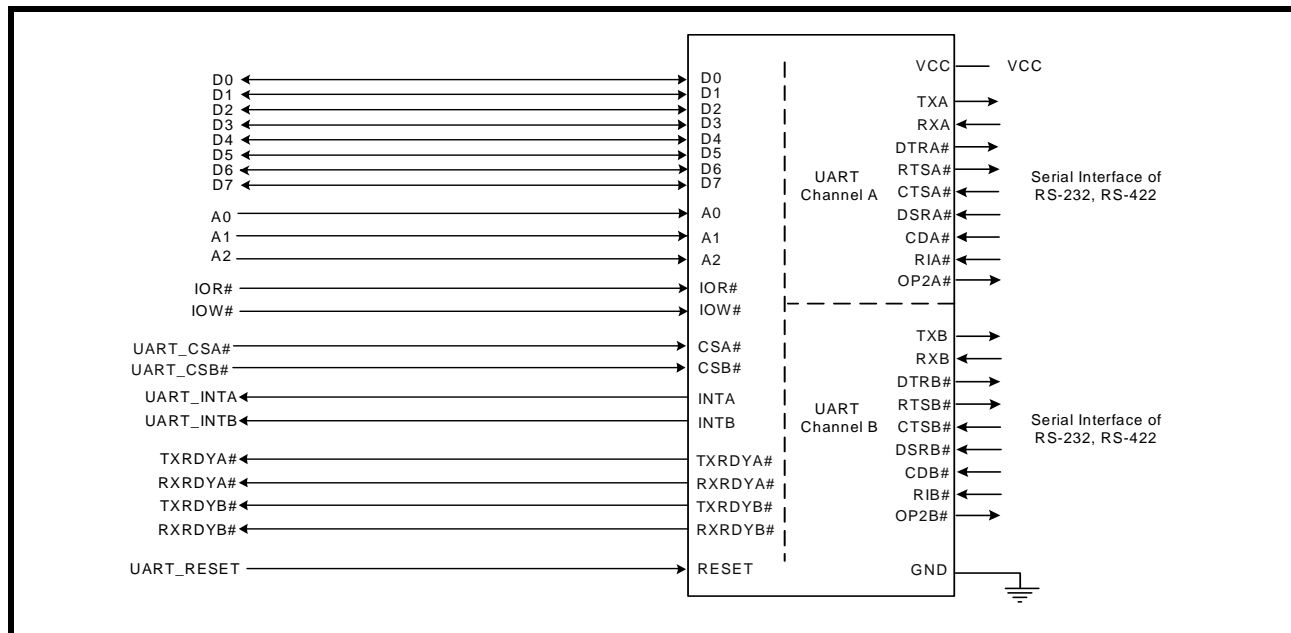 D0
D1
D2
D3
D4
D5
D6
D7
A0
A1
A2
IOR#
IOW#
UART_CSA#
UART_CSB#
UART_INTA
UART_INTB
TXRDYA#
RXRDYA#
TXRDYB#
RXRDYB#
UART_RESET
D0
D1
D2
D3
D4
D5
D6
D7
A0
A1
A2
IOR#
IOW#
CSA#
CSB#
INTA
INTB
TXRDYA#
RXRDYA#
TXRDYB#
RXRDYB#
RESET
UART
Channel A
UART
Channel B
VCC
TXA
RXA
DTRA#
RTSA#
CTSA#
DSRA#
CDA#
RIA#
OP2A#
TXB
RXB
DTRB#
RTSB#
CTSB#
DSRB#
CDB#
RIB#
OP2B#
GND
VCC
Serial Interface of
RS-232, RS-422
Serial Interface of
RS-232, RS-422